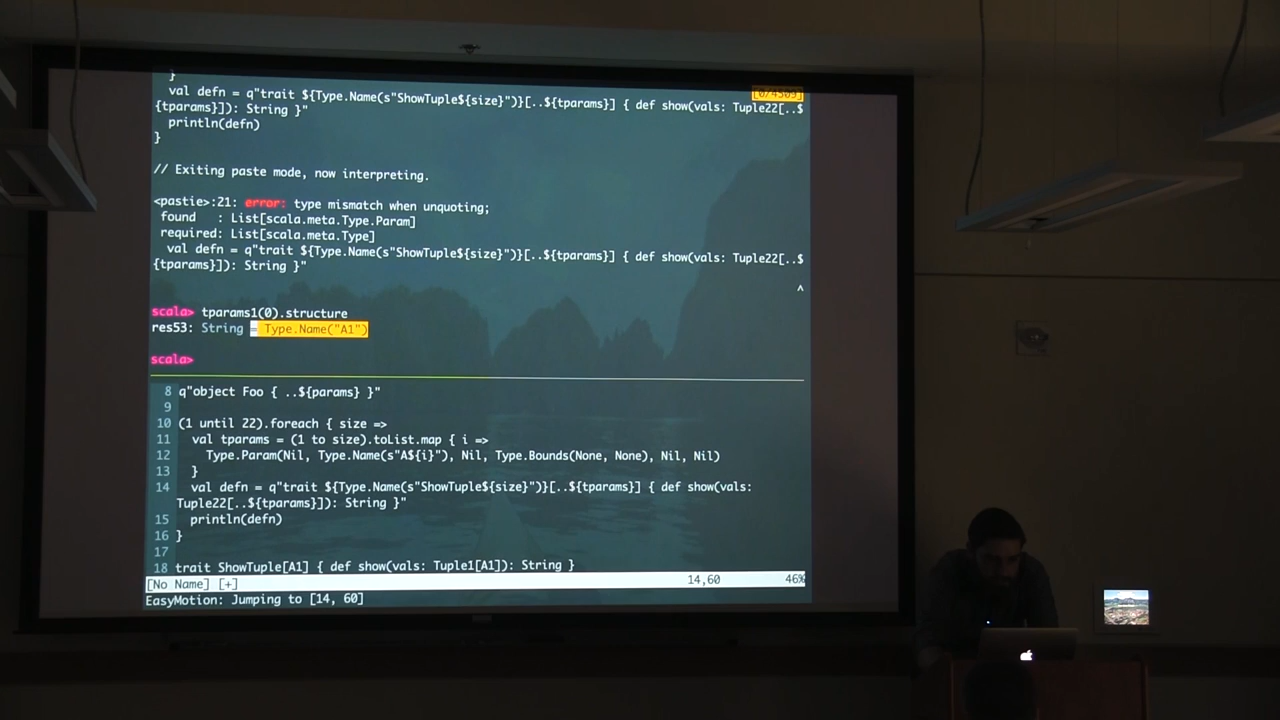 }
val defn = q"trait ${Type.Name(s"ShowTuple${size}")}[..${tparams}] { def show(vals: Tuple22[..$
[0/4509]
{tparams}]): String }"
println(defn)
}
// Exiting paste mode, now interpreting.
<pastie>:21: error: type mismatch when unquoting;
found   : List[scala.meta.Type.Param]
required: List[scala.meta.Type]
val defn = q"trait ${Type.Name(s"ShowTuple${size}")}[..${tparams}] { def show(vals: Tuple22[..$
{tparams}]): String }"
^
scala> tparams1(0).structure
res53: String = Type.Name("A1")
scala>
8 q"object Foo { ..${params} }"
9
10 (1 until 22).foreach { size =>
11   val tparams = (1 to size).toList.map { i =>
12     Type.Param(Nil, Type.Name(s"A${i}"), Nil, Type.Bounds(None, None), Nil, Nil)
13   }
14   val defn = q"trait ${Type.Name(s"ShowTuple${size}")}[..${tparams}] { def show(vals:
Tuple22[..${tparams}]): String }"
15   println(defn)
16 }
17
18 trait ShowTuple[A1] { def show(vals: Tuple1[A1]): String }
[No Name] [+] 14,60 46%
EasyMotion: Jumping to [14, 60]